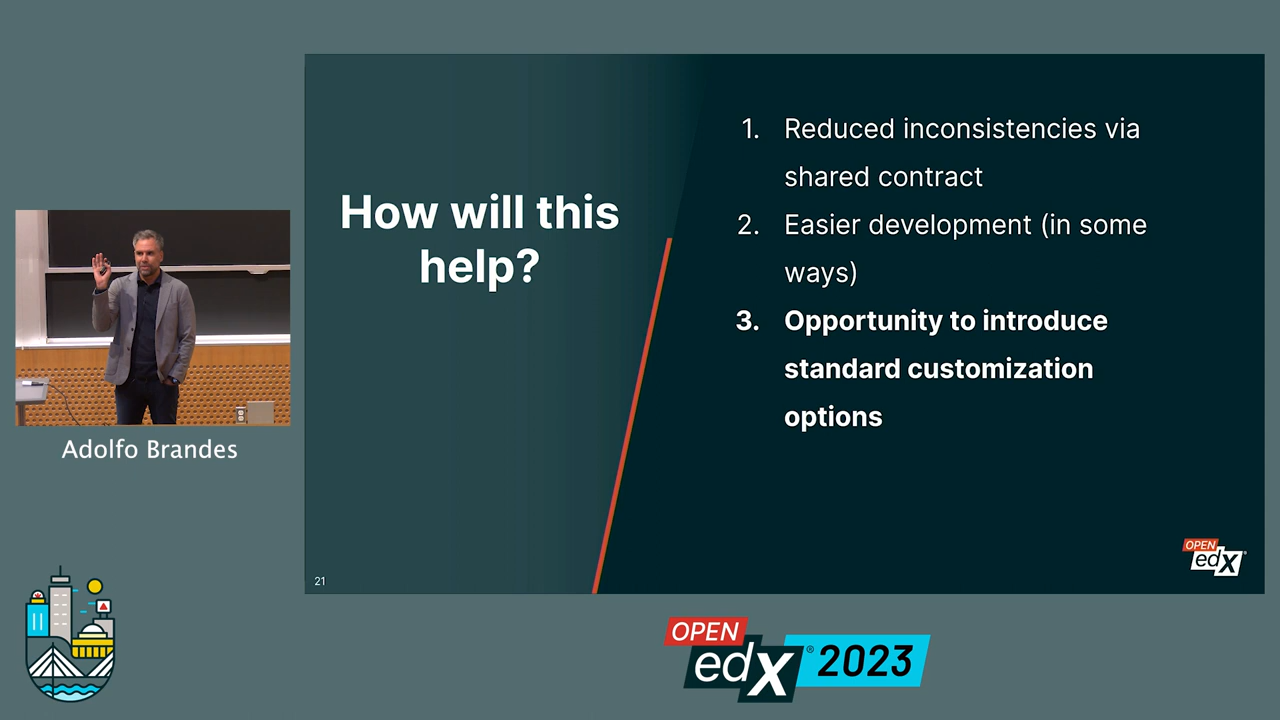 How will this
help?
1. Reduced inconsistencies via
shared contract
2. Easier development (in some
ways)
3. Opportunity to introduce
standard customization
options
21
OPEN
edX
Adolfo Brandes
OPEN
edX® 2023